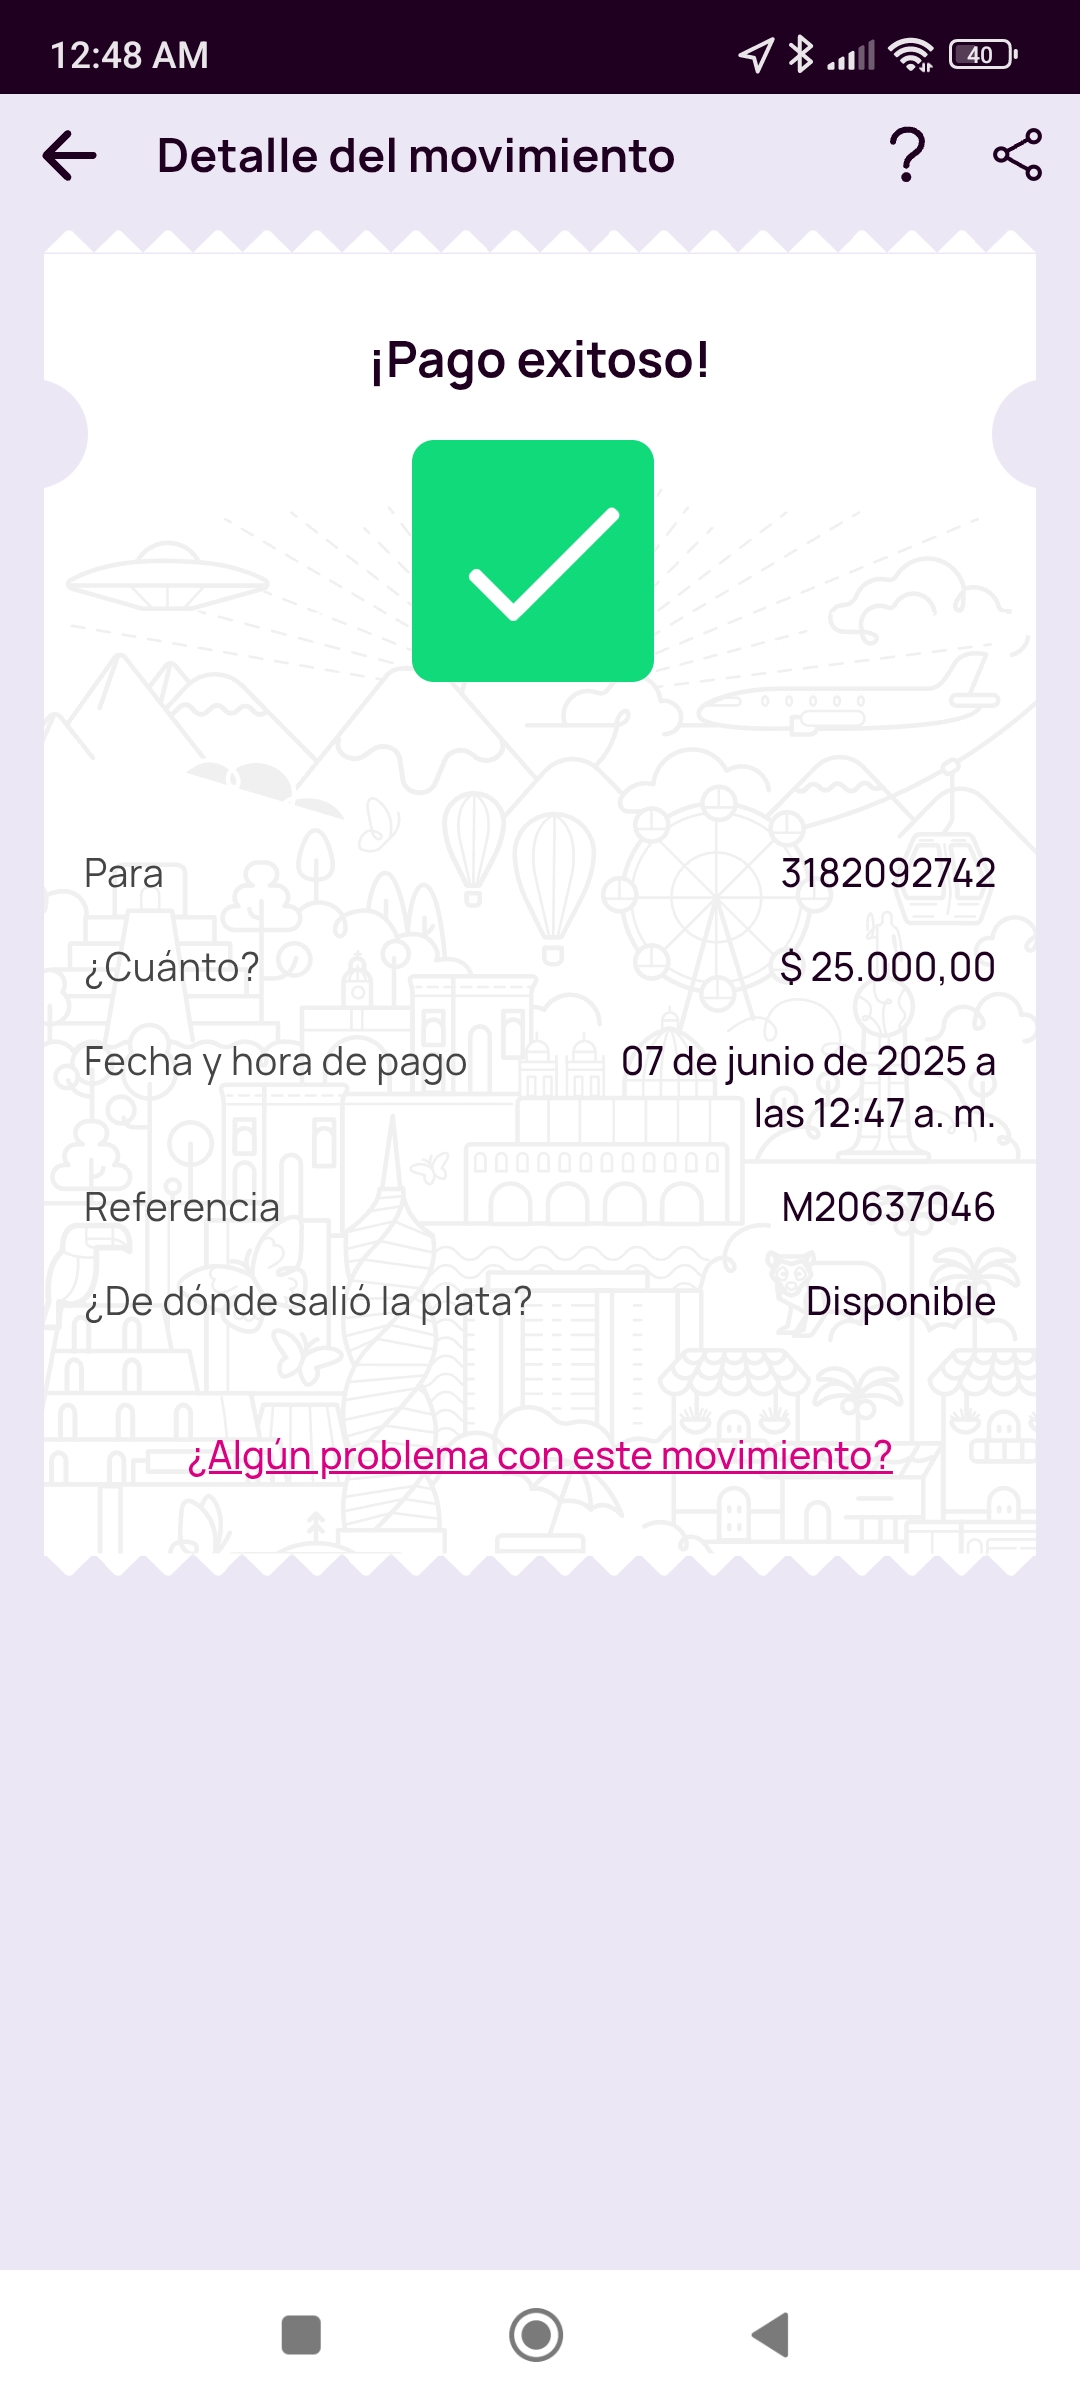 12:48 AM
40
Detalle del movimiento
¡Pago exitoso!
Para 3182092742
¿Cuánto? $ 25.000,00
Fecha y hora de pago 07 de junio de 2025 a
las 12:47 a. m.
Referencia M20637046
¿De dónde salió la plata? Disponible
¿Algún problema con este movimiento?